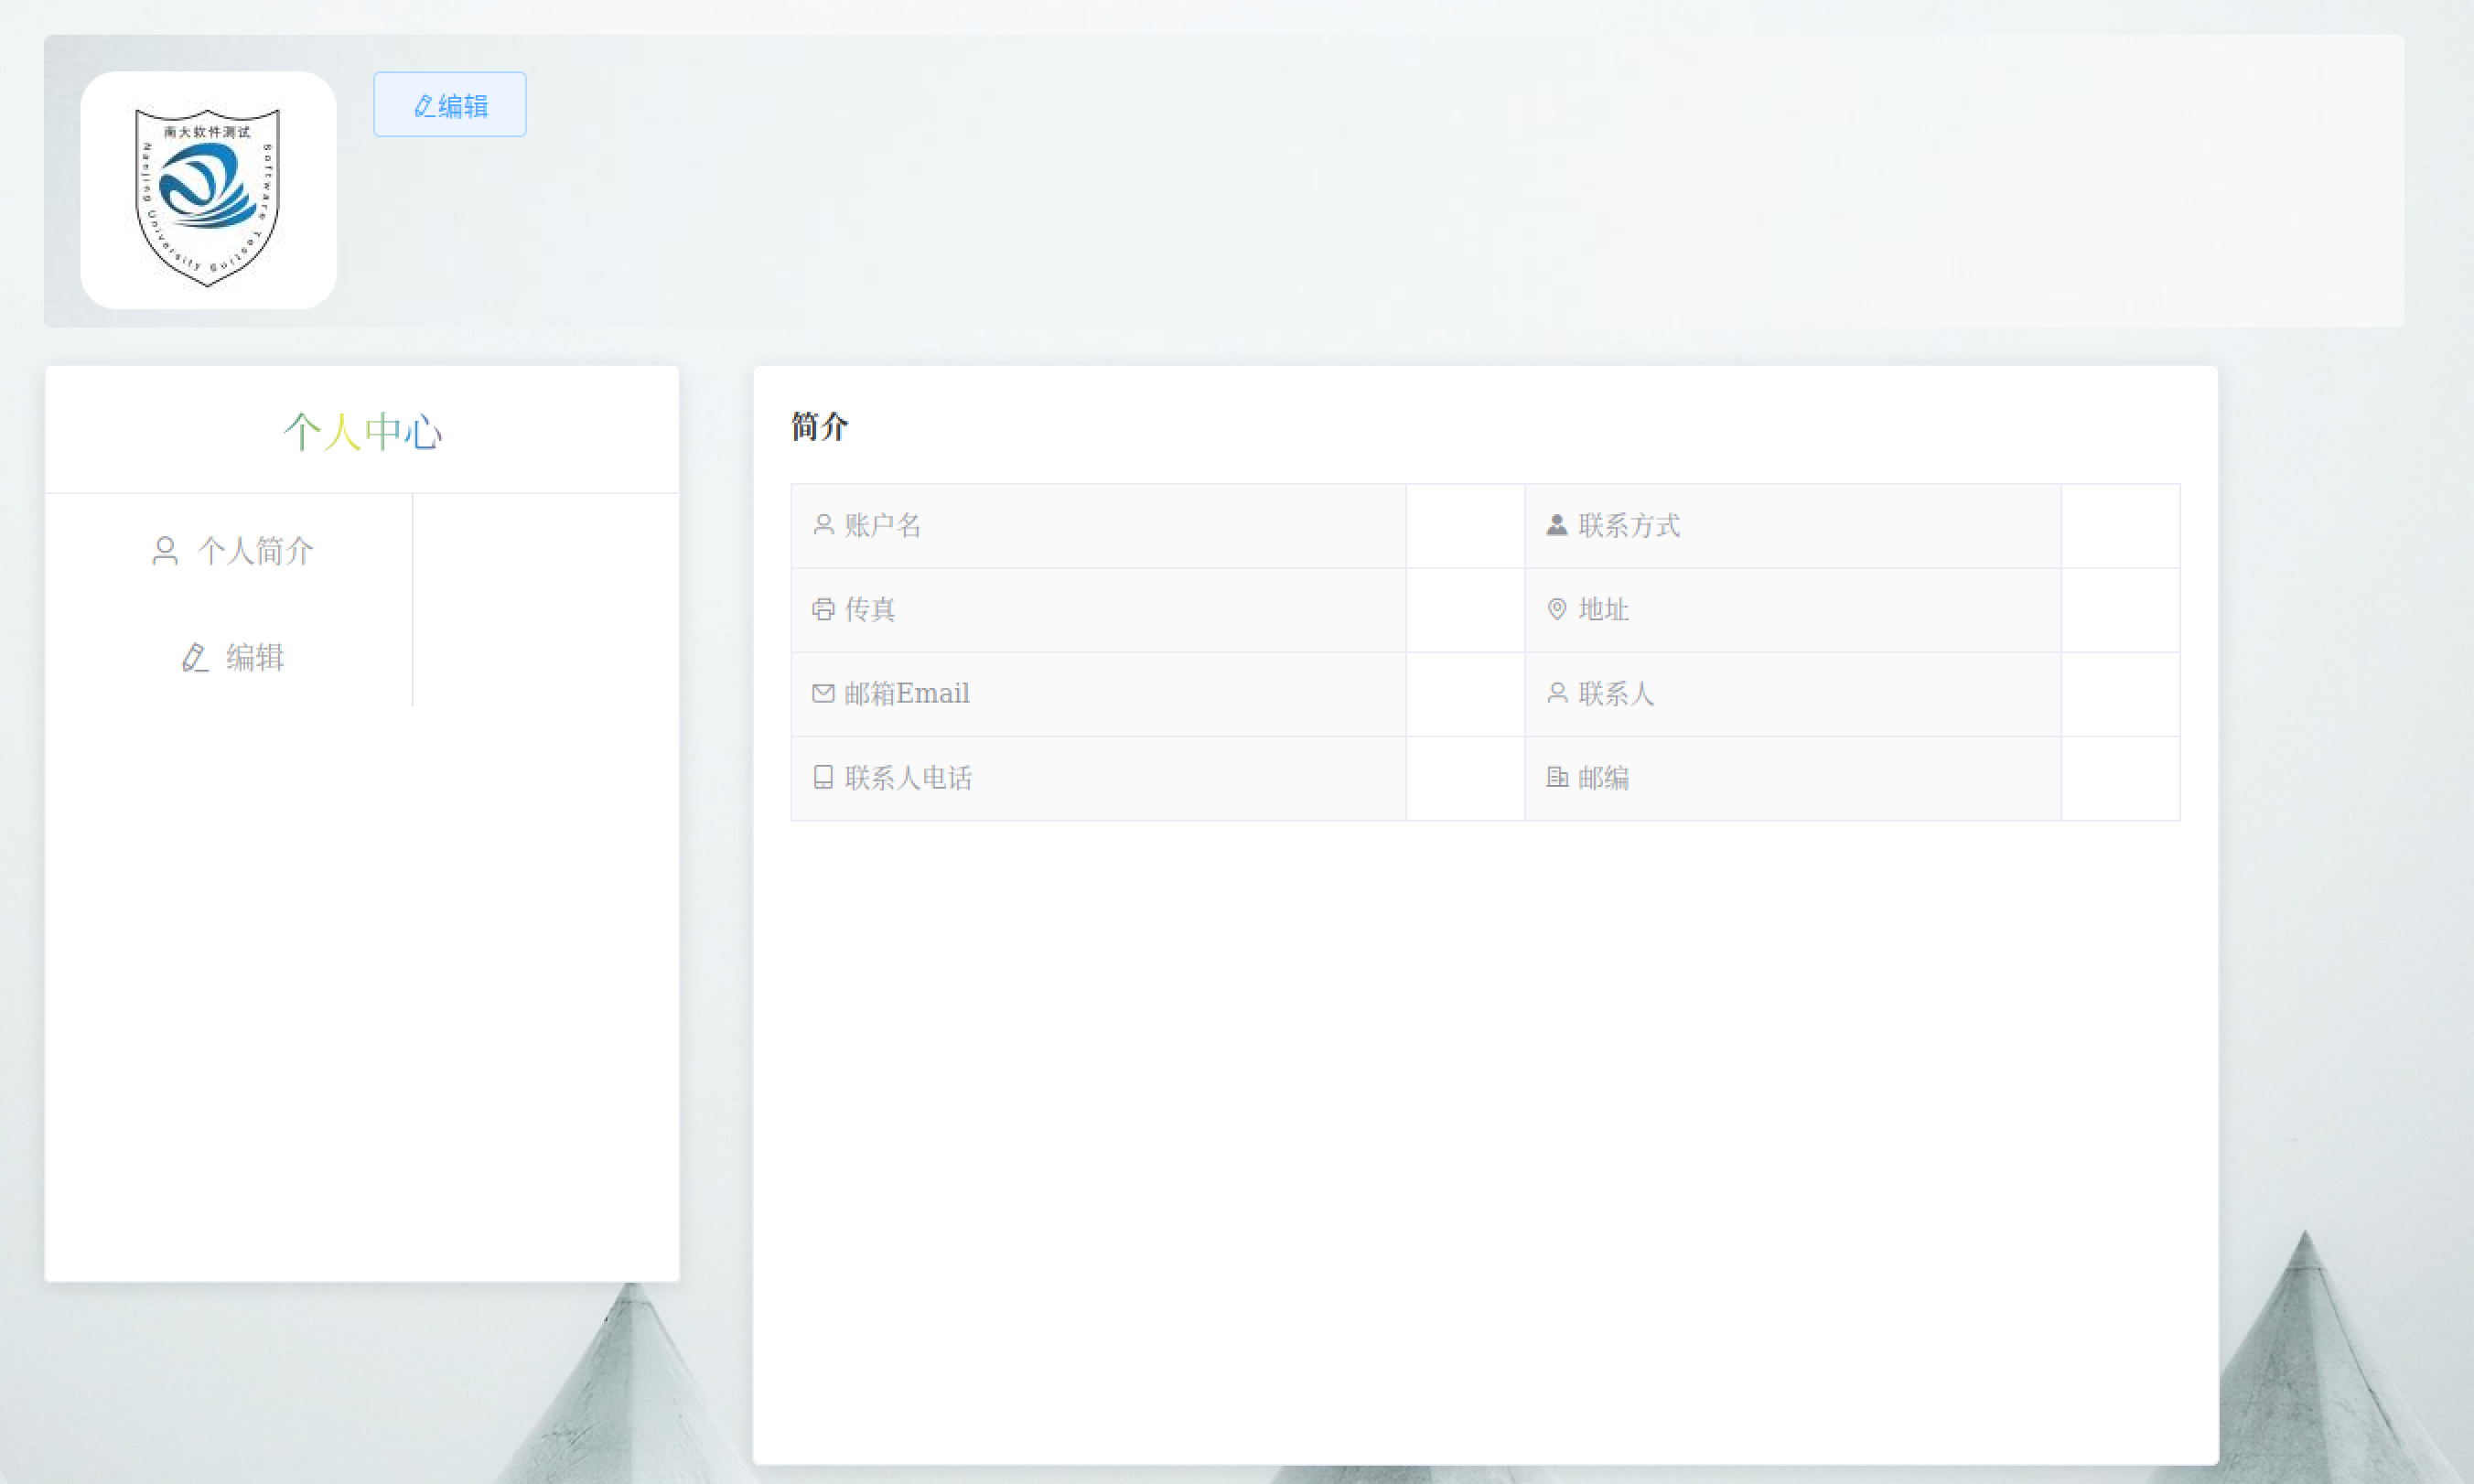 南大软件测试
Nanjing University
Software Testing
编辑
个人中心
个人简介
编辑
简介
账户名
联系方式
传真
地址
邮箱Email
联系人
联系人电话
邮编